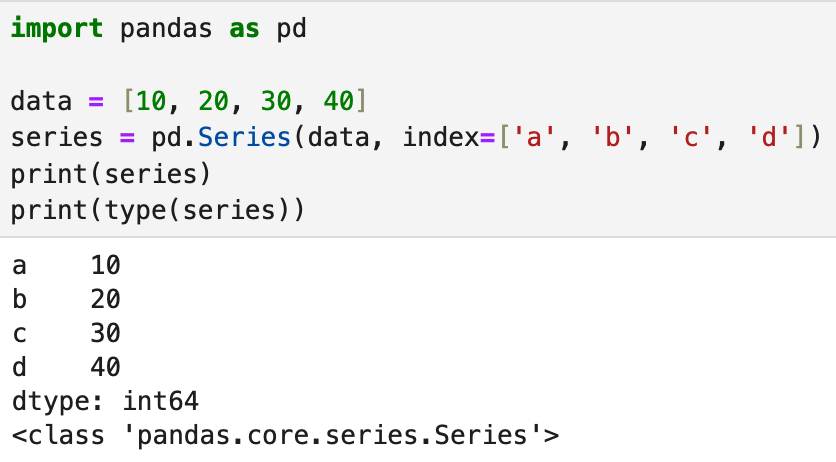 import pandas as pd
data = [10, 20, 30, 40]
series = pd.Series(data, index=['a', 'b', 'c', 'd'])
print(series)
print(type(series))
a    10
b    20
c    30
d    40
dtype: int64
<class 'pandas.core.series.Series'>